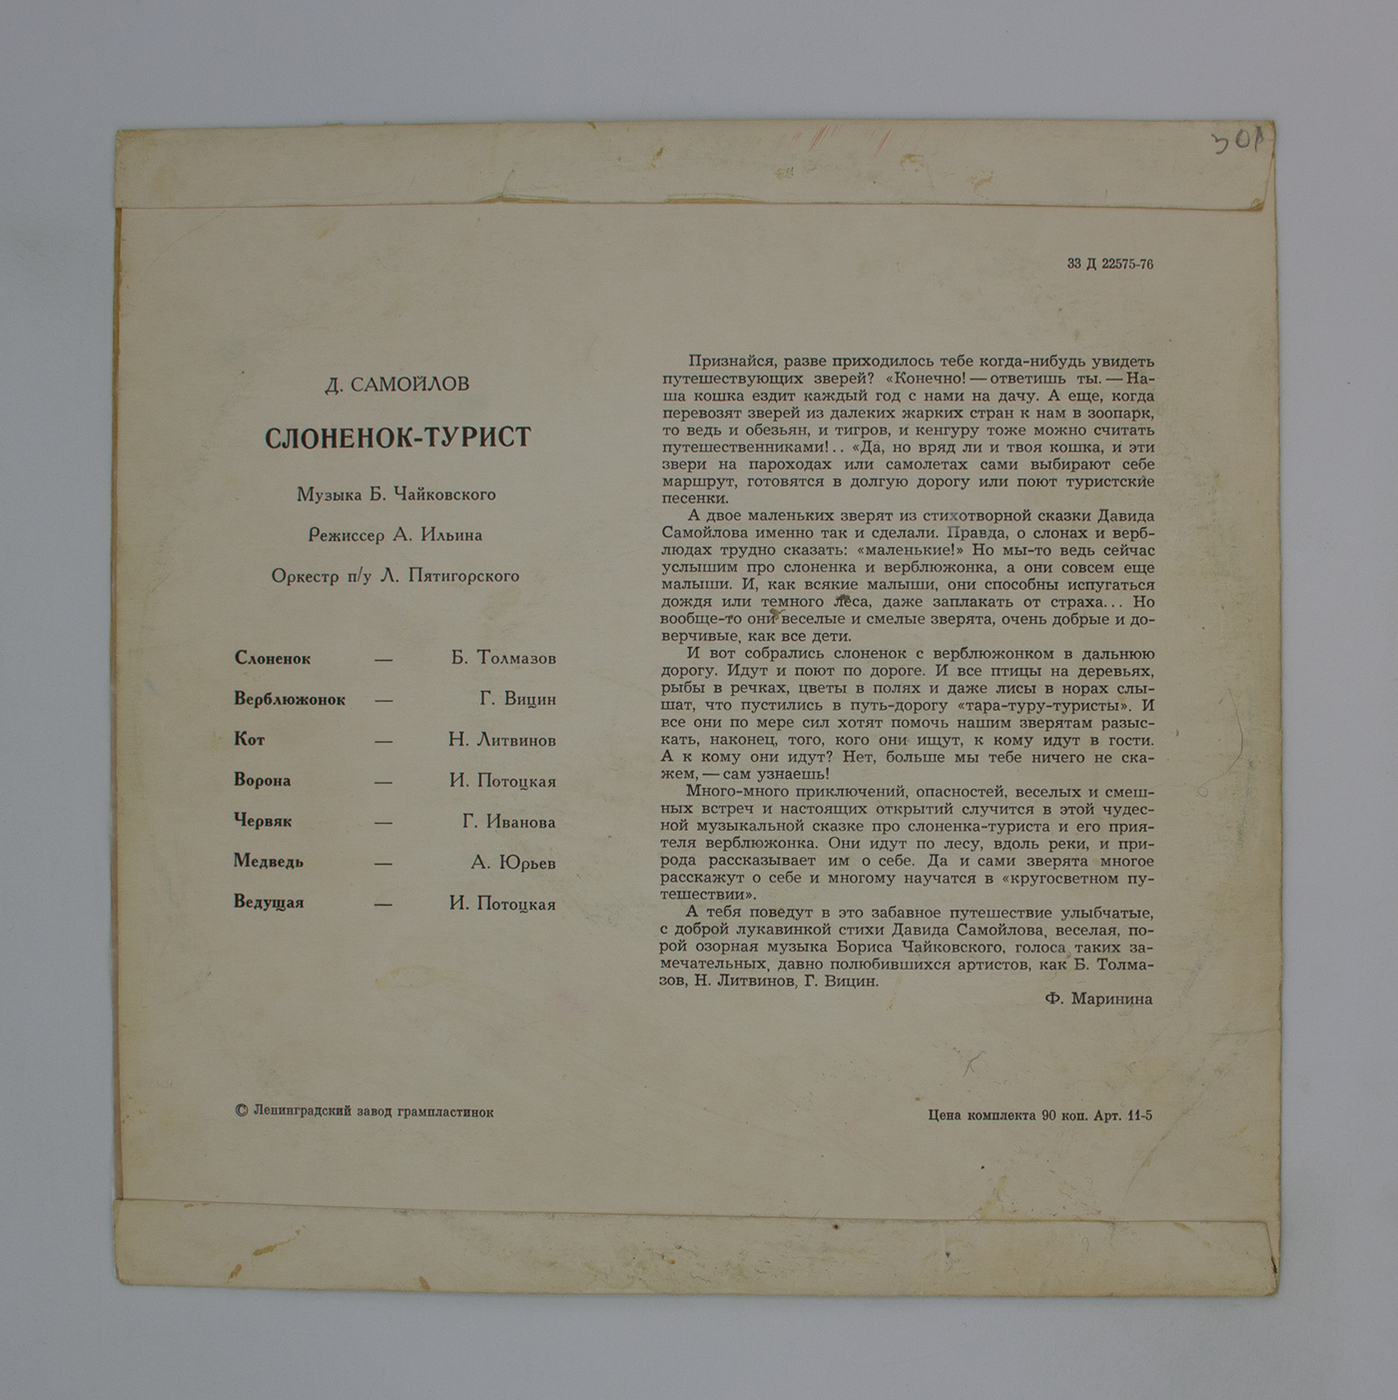 33 Д 22575-76
Д. САМОЙЛОВ
СЛОНЕНОК-ТУРИСТ
Музыка Б. Чайковского
Режиссер А. Ильина
Оркестр п/у Л. Пятигорского
Слоненок — Б. Толмазов
Верблюжонок — Г. Вицин
Кот — Н. Литвинов
Ворона — И. Потоцкая
Червяк — Г. Иванова
Медведь — А. Юрьев
Ведущая — И. Потоцкая
Признайся, разве приходилось тебе когда-нибудь увидеть
путешествующих зверей? «Конечно! — ответишь ты. — На-
ша кошка ездит каждый год с нами на дачу. А еще, когда
перевозят зверей из далеких жарких стран к нам в зоопарк,
то ведь и обезьян, и тигров, и кенгуру тоже можно считать
путешественниками!.. «Да, но вряд ли и твоя кошка, и эти
звери на пароходах или самолетах сами выбирают себе
маршрут, готовятся в долгую дорогу или поют туристские
песенки.
А двое маленьких зверят из стихотворной сказки Давида
Самойлова именно так и сделали. Правда, о слонах и верб-
людах трудно сказать: «маленькие!» Но мы-то ведь сейчас
услышим про слоненка и верблюжонка, а они совсем еще
малыши. И, как всякие малыши, они способны испугаться
дождя или темного леса, даже заплакать от страха... Но
вообще-то они веселые и смелые зверята, очень добрые и до-
верчивые, как все дети.
И вот собрались слоненок с верблюжонком в дальнюю
дорогу. Идут и поют по дороге. И все птицы на деревьях,
рыбы в речках, цветы в полях и даже лисы в норах слы-
шат, что пустились в путь-дорогу «тара-туру-туристы». И
все они по мере сил хотят помочь нашим зверятам разыс-
кать, наконец, того, кого они ищут, к кому идут в гости.
А к кому они идут? Нет, больше мы тебе ничего не ска-
жем, — сам узнаешь!
Много-много приключений, опасностей, веселых и смеш-
ных встреч и настоящих открытий случится в этой чудес-
ной музыкальной сказке про слоненка-туриста и его прия-
теля верблюжонка. Они идут по лесу, вдоль реки, и при-
рода рассказывает им о себе. Да и сами зверята многое
расскажут о себе и многому научатся в «кругосветном пу-
тешествии».
А тебя поведут в это забавное путешествие улыбчатые,
с доброй лукавинкой стихи Давида Самойлова, веселая, по-
рой озорная музыка Бориса Чайковского, голоса таких за-
мечательных, давно полюбившихся артистов, как Б. Толма-
зов, Н. Литвинов, Г. Вицин.
Ф. Маринина
© Ленинградский завод грампластинок
Цена комплекта 90 коп. Арт. 11-5